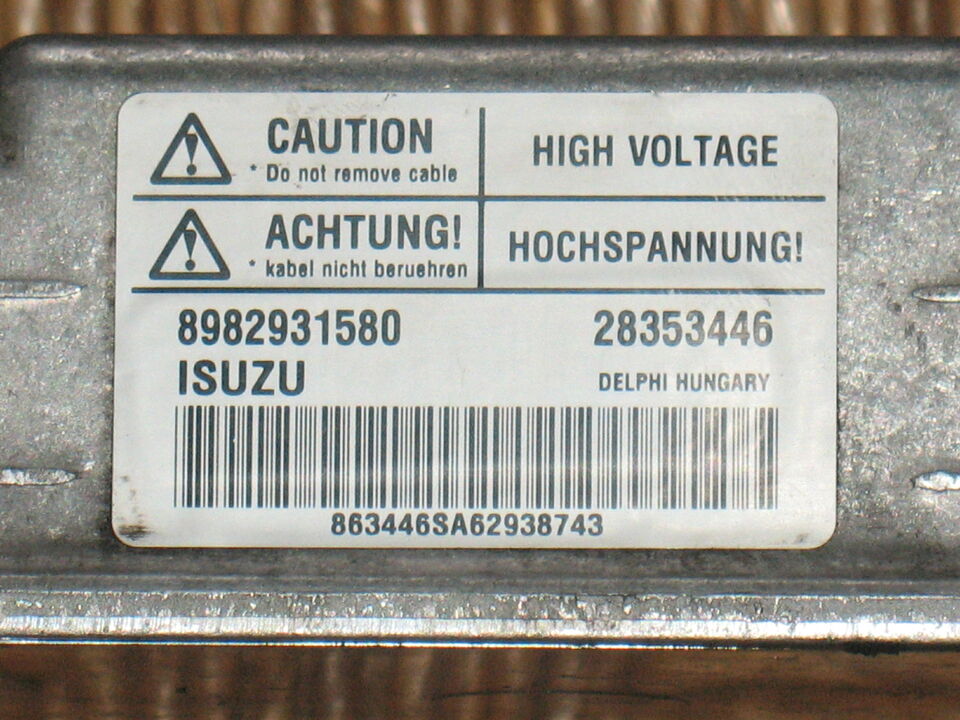 CAUTION
* Do not remove cable
HIGH VOLTAGE
ACHTUNG!
* kabel nicht beruehren
HOCHSPANNUNG!
8982931580
28353446
ISUZU
DELPHI HUNGARY
863446SA62938743